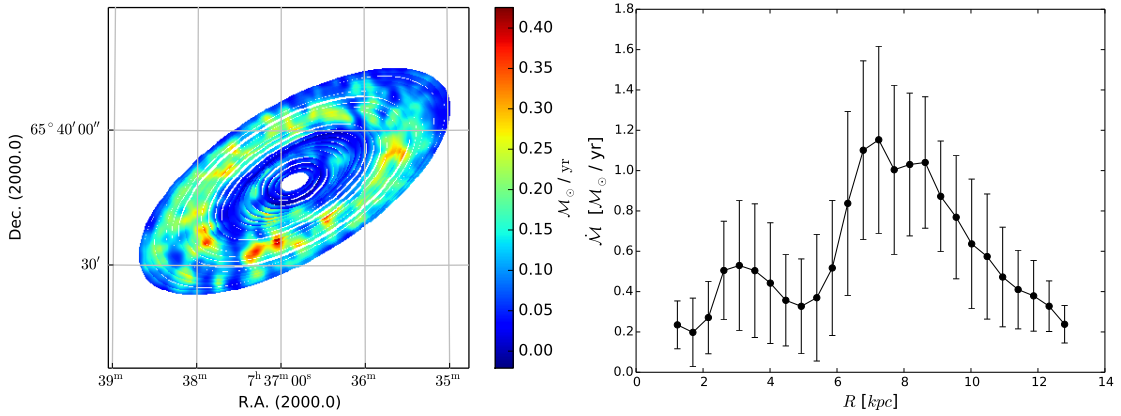 Dec. (2000.0)
65° 40′ 00″
30′
39ᵐ
38ᵐ
7ʰ 37ᵐ 00ˢ
36ᵐ
35ᵐ
R.A. (2000.0)
0.40
0.35
0.30
0.25
0.20
0.15
0.10
0.05
0.00
ℳ⊙ / yr
Ṁ [ℳ⊙ / yr]
1.8
1.6
1.4
1.2
1.0
0.8
0.6
0.4
0.2
0.0
0
2
4
6
8
10
12
14
R [kpc]